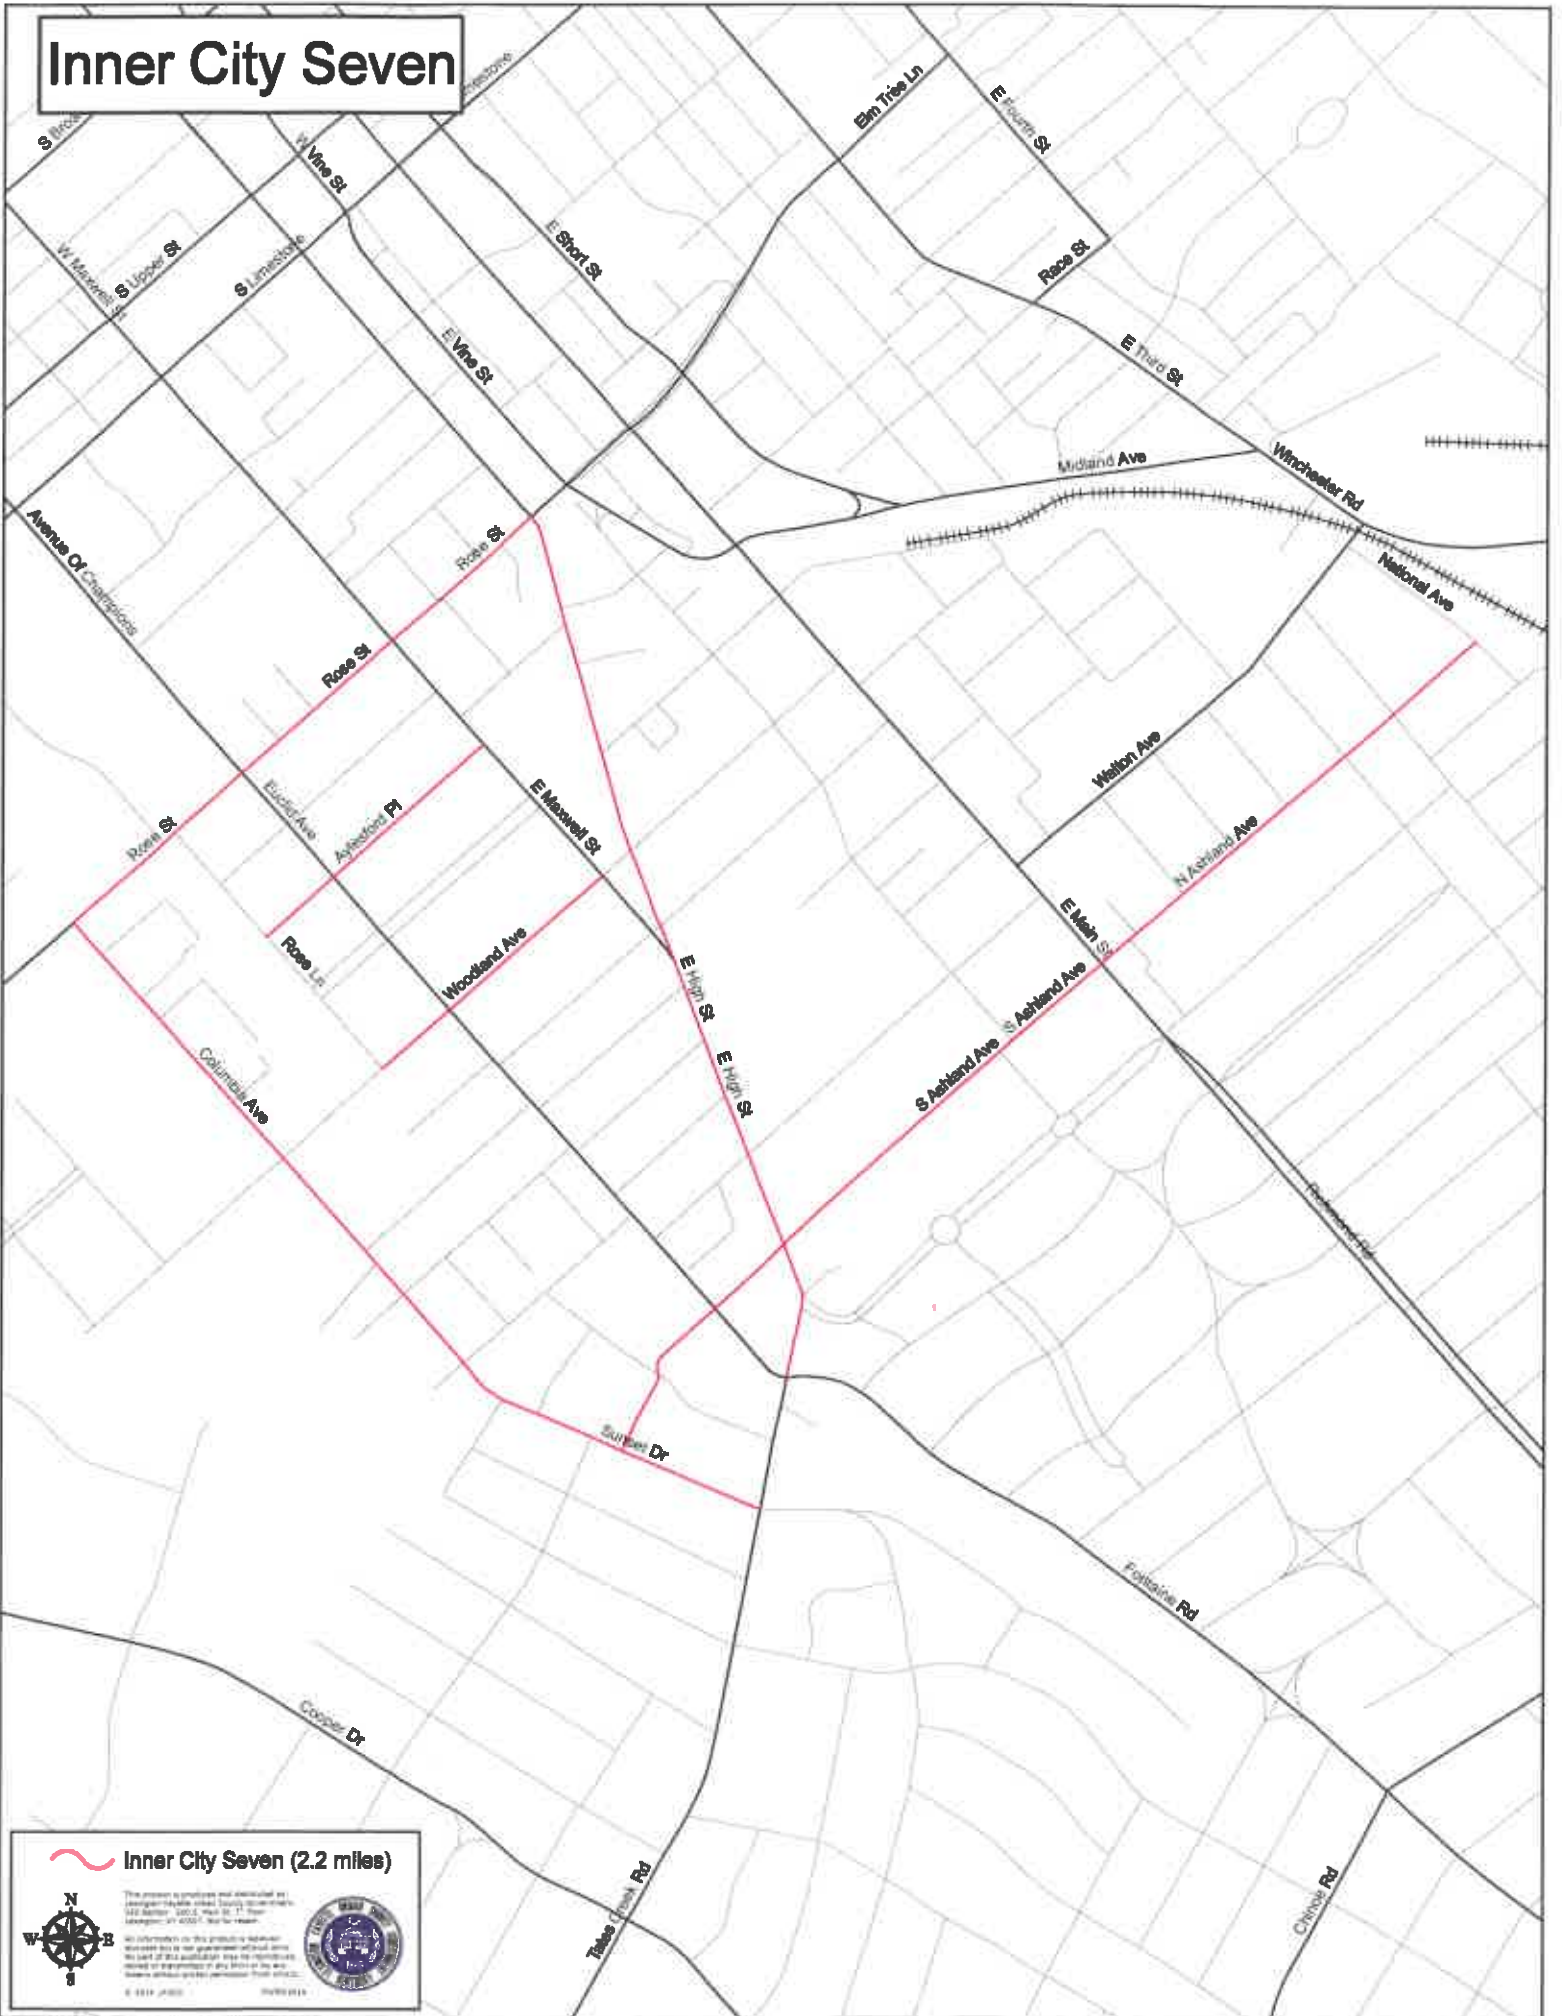 Inner City Seven
S
W Vine St
Elm Tree Ln
E Fourth St
E Short St
S Upper St
W Maxwell St
S Limestone
Race St
E Vine St
E Third St
Midland Ave
Winchester Rd
Avenue Of Champions
Rose St
National Ave
Rose St
Walton Ave
Euclid Ave
Aylesford Pl
E Maxwell St
Rose St
N Ashland Ave
E Main St
Rose Ln
Woodland Ave
E High St
S Ashland Ave
S Ashland Ave
E High St
Columbia Ave
Richmond Rd
Sunset Dr
Fontaine Rd
Cooper Dr
Tates Creek Rd
Chinoe Rd
Inner City Seven (2.2 miles)
N
W E
S